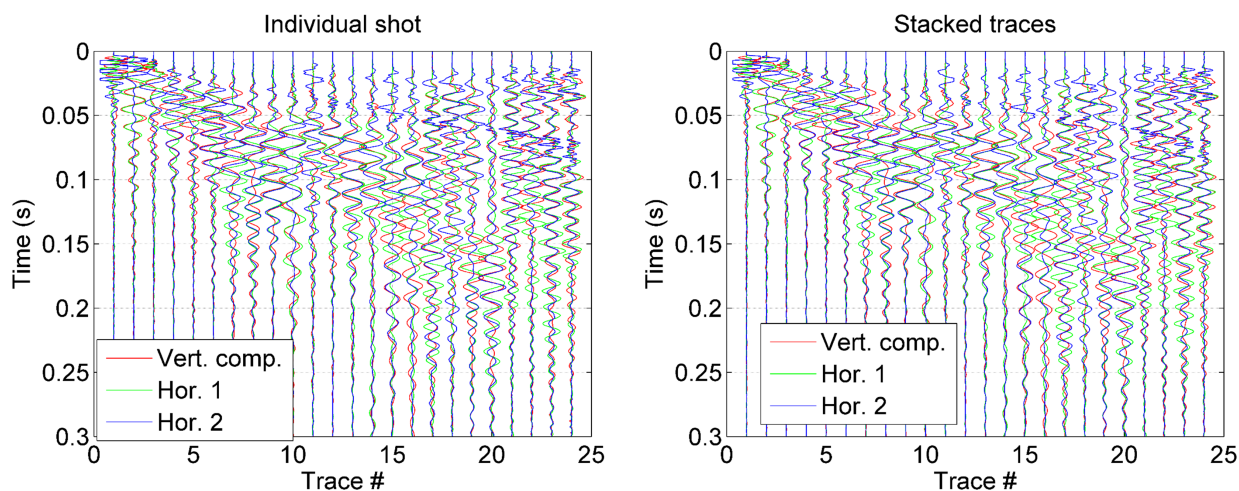 Individual shot
0
0.05
0.1
0.15
0.2
0.25
0.3
Time (s)
Vert. comp.
Hor. 1
Hor. 2
0 5 10 15 20 25
Trace #
Stacked traces
0
0.05
0.1
0.15
0.2
0.25
0.3
Time (s)
Vert. comp.
Hor. 1
Hor. 2
0 5 10 15 20 25
Trace #